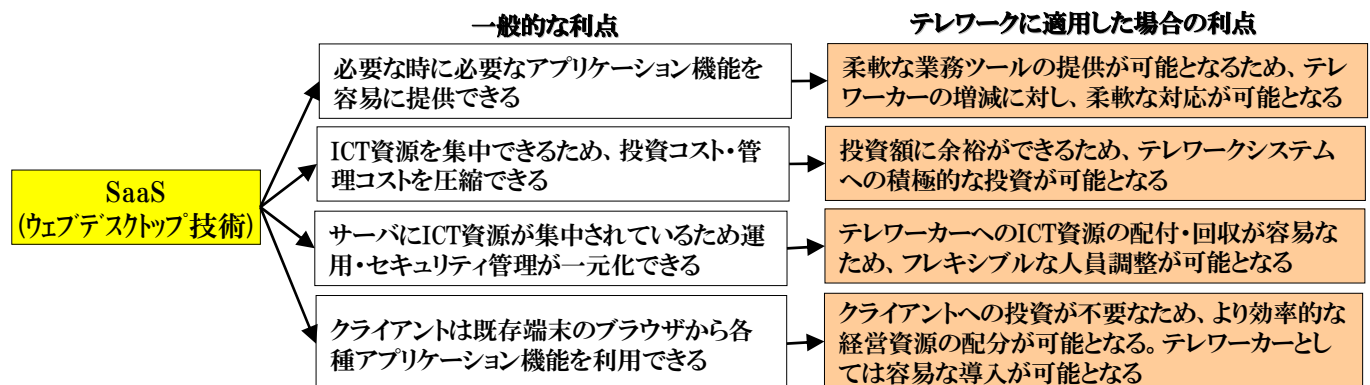 一般的な利点
テレワークに適用した場合の利点
SaaS
(ウェブデスクトップ技術)
必要な時に必要なアプリケーション機能を
容易に提供できる
柔軟な業務ツールの提供が可能となるため、テレ
ワーカーの増減に対し、柔軟な対応が可能となる
ICT資源を集中できるため、投資コスト・管
理コストを圧縮できる
投資額に余裕ができるため、テレワークシステム
への積極的な投資が可能となる
サーバにICT資源が集中されているため運
用・セキュリティ管理が一元化できる
テレワーカーへのICT資源の配付・回収が容易な
ため、フレキシブルな人員調整が可能となる
クライアントは既存端末のブラウザから各
種アプリケーション機能を利用できる
クライアントへの投資が不要なため、より効率的な
経営資源の配分が可能となる。テレワーカーとし
ては容易な導入が可能となる